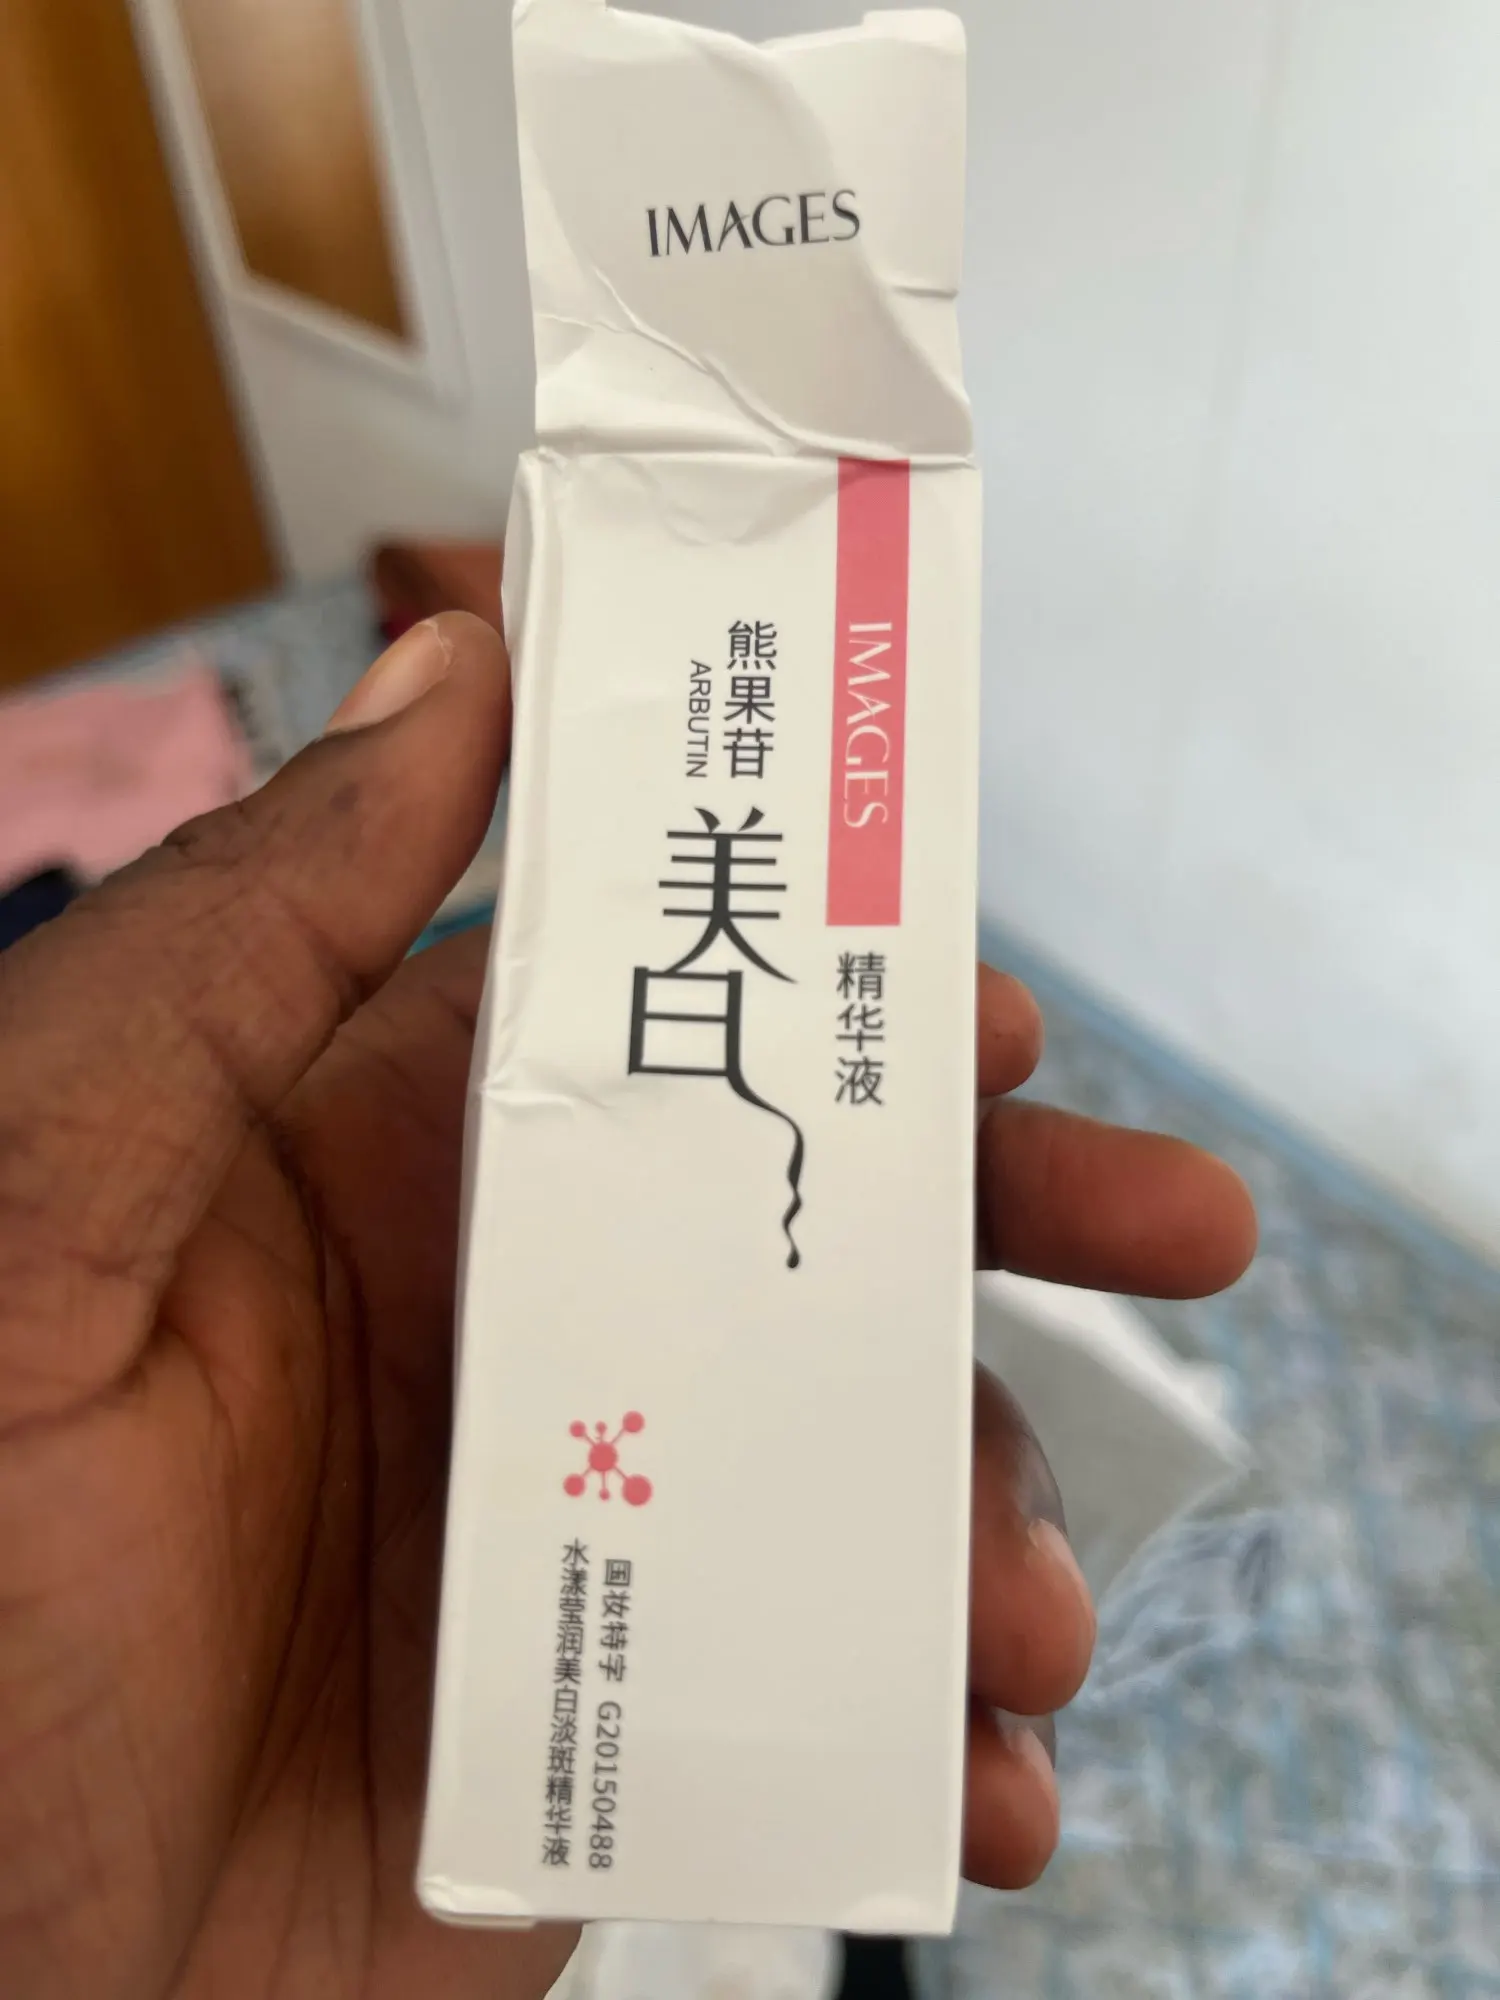 IMAGES
IMAGES
精华液
熊果苷
ARBUTIN
美白
国妆特字 G20150488
水漾莹润美白淡斑精华液